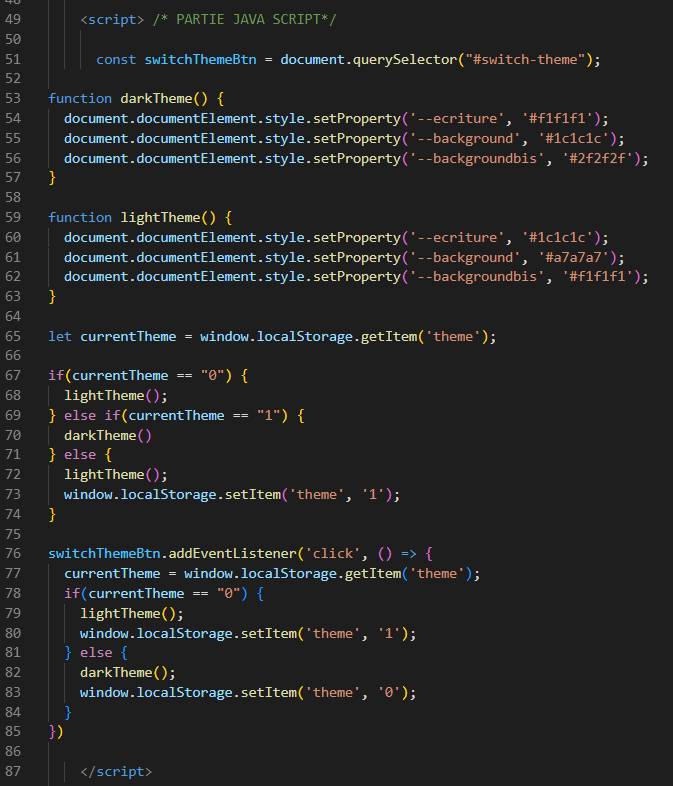 48
49 <script> /* PARTIE JAVA SCRIPT*/
50
51 const switchThemeBtn = document.querySelector("#switch-theme");
52
53 function darkTheme() {
54 document.documentElement.style.setProperty('--ecriture', '#f1f1f1');
55 document.documentElement.style.setProperty('--background', '#1c1c1c');
56 document.documentElement.style.setProperty('--backgroundbis', '#2f2f2f');
57 }
58
59 function lightTheme() {
60 document.documentElement.style.setProperty('--ecriture', '#1c1c1c');
61 document.documentElement.style.setProperty('--background', '#a7a7a7');
62 document.documentElement.style.setProperty('--backgroundbis', '#f1f1f1');
63 }
64
65 let currentTheme = window.localStorage.getItem('theme');
66
67 if(currentTheme == "0") {
68 lightTheme();
69 } else if(currentTheme == "1") {
70 darkTheme()
71 } else {
72 lightTheme();
73 window.localStorage.setItem('theme', '1');
74 }
75
76 switchThemeBtn.addEventListener('click', () => {
77 currentTheme = window.localStorage.getItem('theme');
78 if(currentTheme == "0") {
79 lightTheme();
80 window.localStorage.setItem('theme', '1');
81 } else {
82 darkTheme();
83 window.localStorage.setItem('theme', '0');
84 }
85 })
86
87 </script>